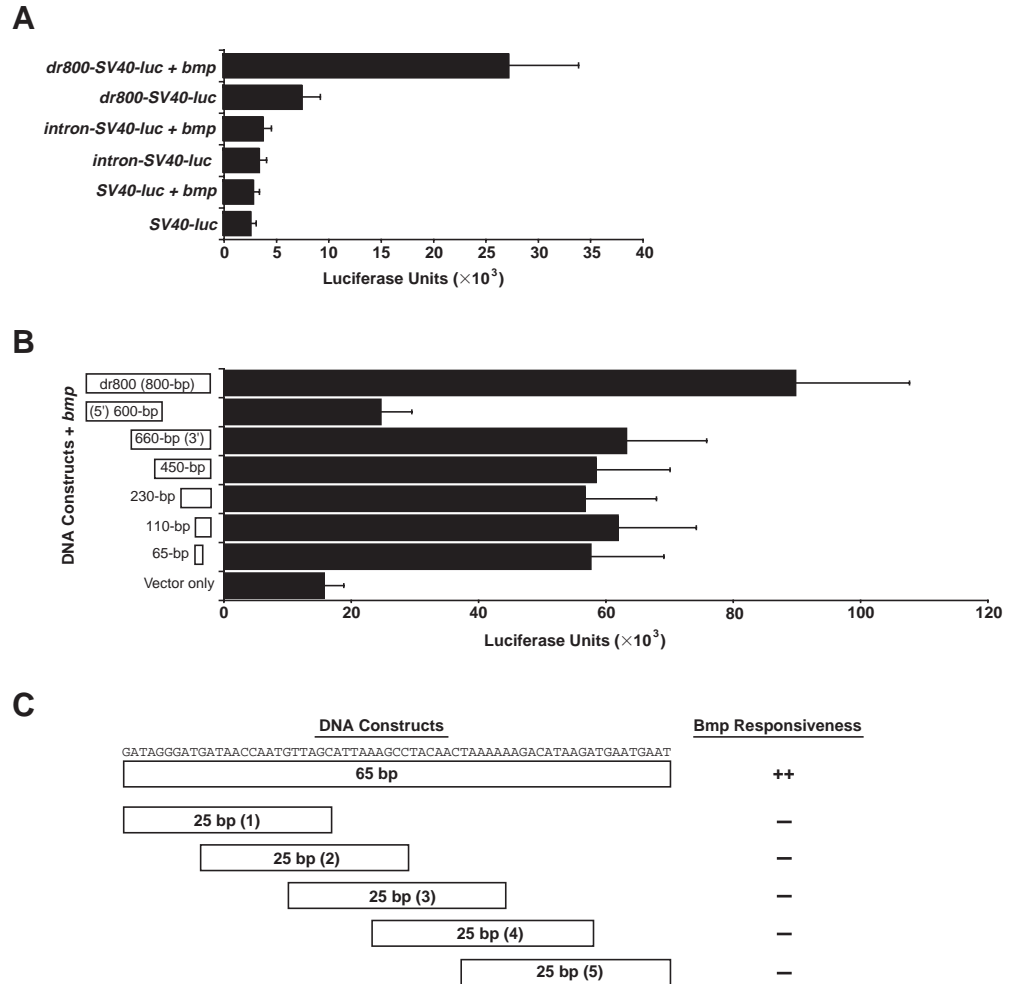 A
dr800-SV40-luc + bmp
dr800-SV40-luc
intron-SV40-luc + bmp
intron-SV40-luc
SV40-luc + bmp
SV40-luc
0 5 10 15 20 25 30 35 40
Luciferase Units (×10³)
B
DNA Constructs + bmp
dr800 (800-bp)
(5') 600-bp
660-bp (3')
450-bp
230-bp
110-bp
65-bp
Vector only
0 20 40 60 80 100 120
Luciferase Units (×10³)
C
DNA Constructs Bmp Responsiveness
GATAGGGATGATAACCAATGTTAGCATTAAAGCCTACAACTAAAAAAGACATAAGATGAATGAAT
65 bp ++
25 bp (1) —
25 bp (2) —
25 bp (3) —
25 bp (4) —
25 bp (5) —